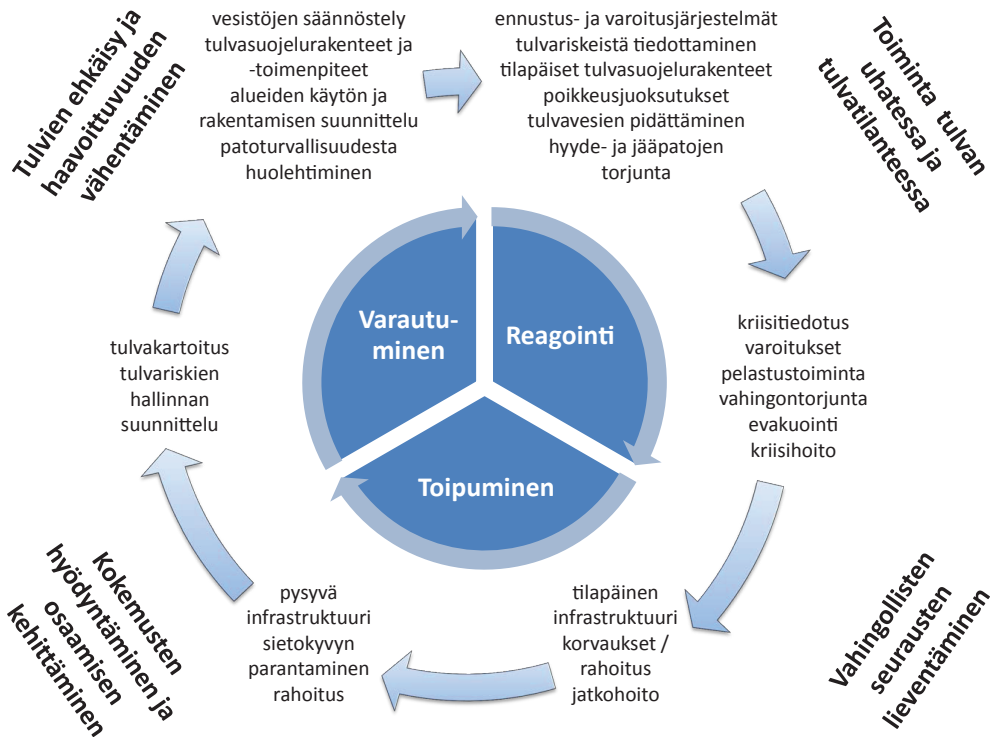 Tulvien ehkäisy ja
haavoittuvuuden
vähentäminen
vesistöjen säännöstely
tulvasuojelurakenteet ja
-toimenpiteet
alueiden käytön ja
rakentamisen suunnittelu
patoturvallisuudesta
huolehtiminen
ennustus- ja varoitusjärjestelmät
tulvariskeistä tiedottaminen
tilapäiset tulvasuojelurakenteet
poikkeusjuoksutukset
tulvavesien pidättäminen
hyyde- ja jääpatojen
torjunta
Toiminta tulvan
uhatessa ja
tulvatilanteessa
Varautu-
minen
Reagointi
Toipuminen
tulvakartoitus
tulvariskien
hallinnan
suunnittelu
kriisitiedotus
varoitukset
pelastustoiminta
vahingontorjunta
evakuointi
kriisihoito
Kokemusten
hyödyntäminen ja
osaamisen
kehittäminen
pysyvä
infrastruktuuri
sietokyvyn
parantaminen
rahoitus
tilapäinen
infrastruktuuri
korvaukset /
rahoitus
jatkohoito
Vahingollisten
seurausten
lieventäminen